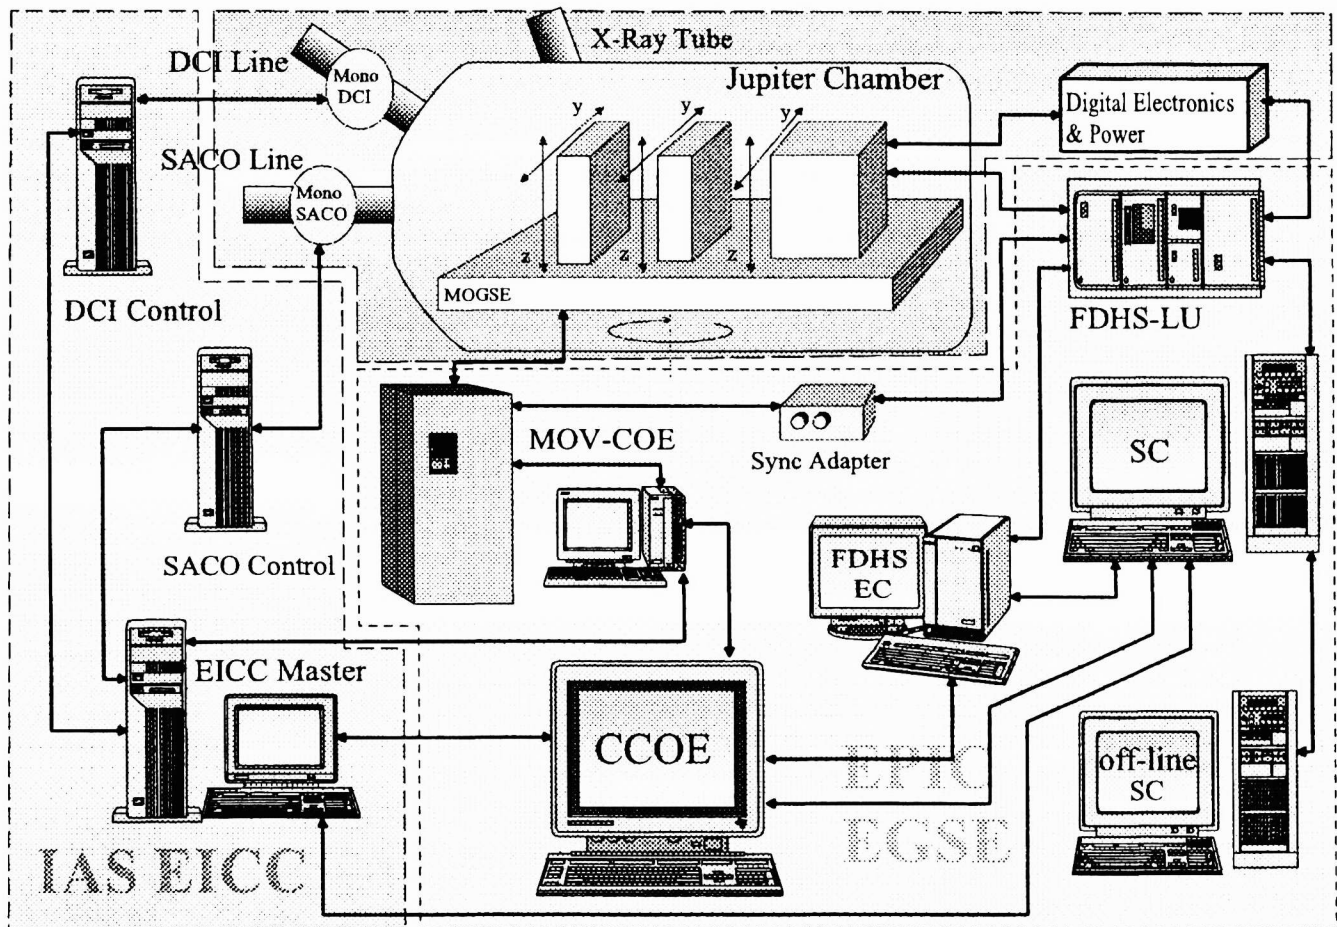 X-Ray Tube
DCI Line
Mono
DCI
Jupiter Chamber
y
y
y
Digital Electronics
& Power
SACO Line
Mono
SACO
z
z
z
MOGSE
DCI Control
FDHS-LU
MOV-COE
Sync Adapter
SC
SACO Control
FDHS
EC
EICC Master
CCOE
EPIC
EGSE
off-line
SC
IAS EICC